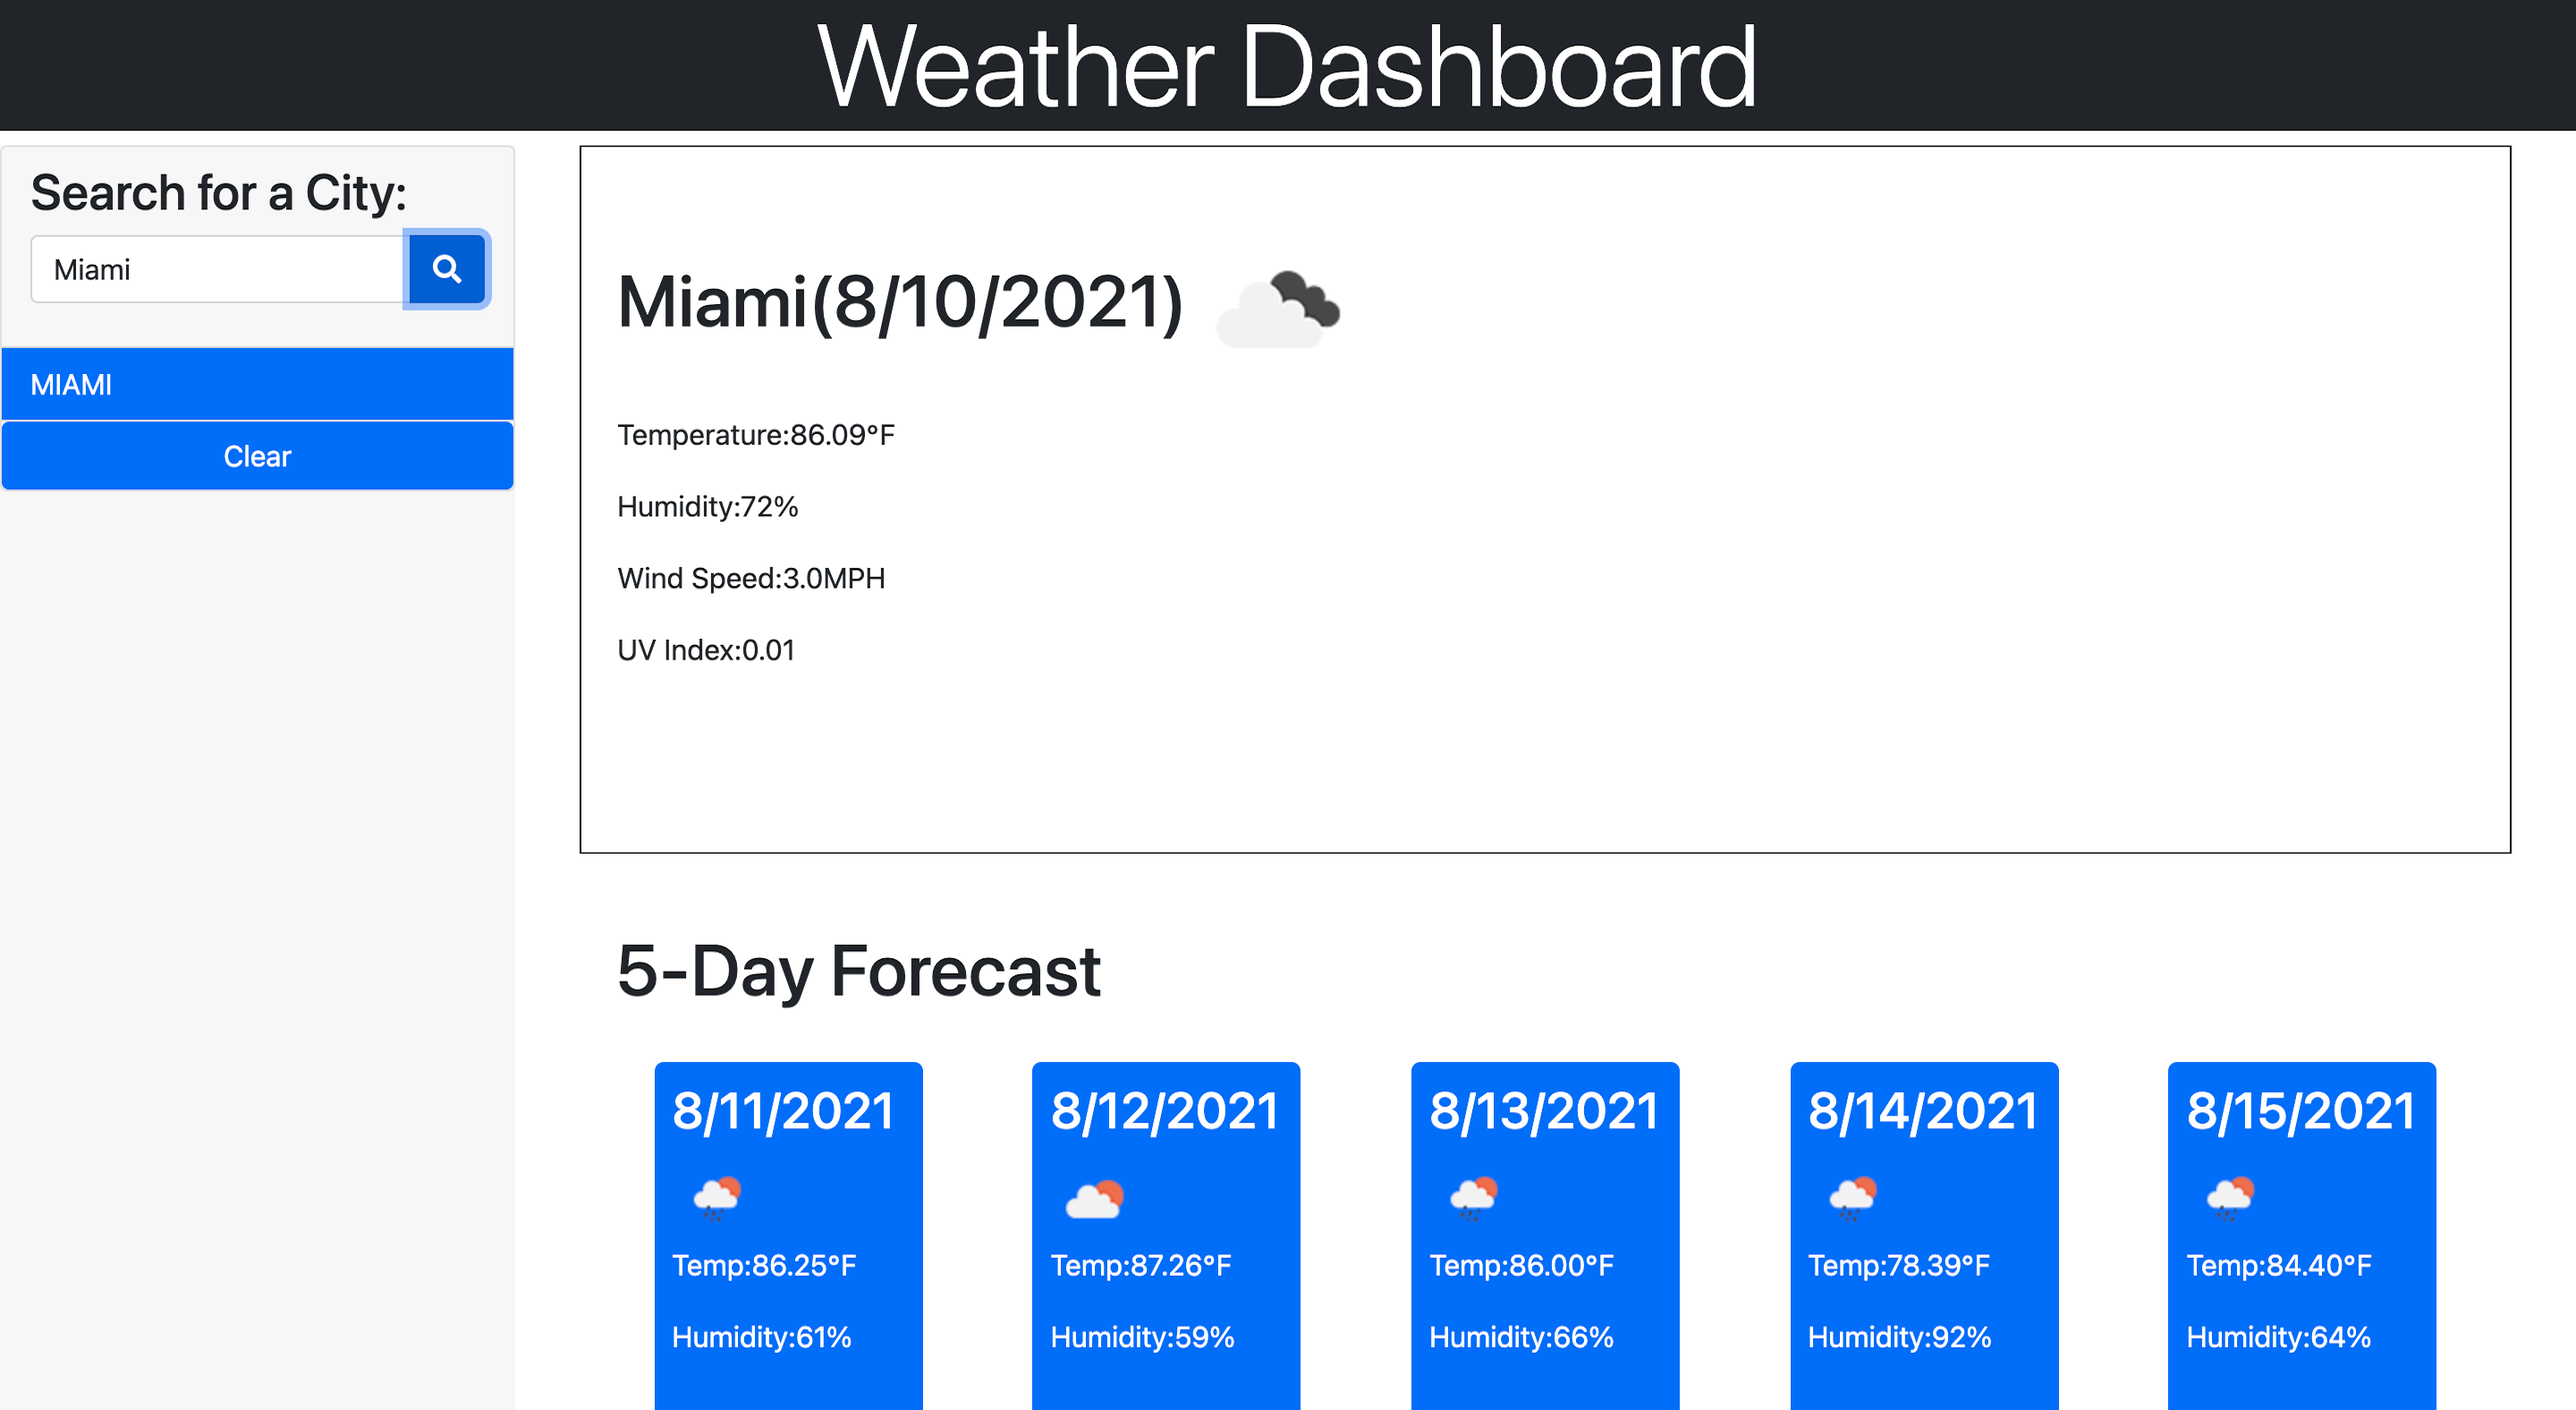 Weather Dashboard
Search for a City:
Miami
MIAMI
Clear
Miami(8/10/2021)
Temperature:86.09°F
Humidity:72%
Wind Speed:3.0MPH
UV Index:0.01
5-Day Forecast
8/11/2021
Temp:86.25°F
Humidity:61%
8/12/2021
Temp:87.26°F
Humidity:59%
8/13/2021
Temp:86.00°F
Humidity:66%
8/14/2021
Temp:78.39°F
Humidity:92%
8/15/2021
Temp:84.40°F
Humidity:64%